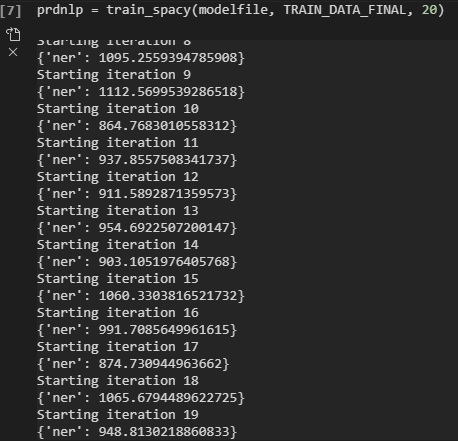 [7] prdnlp = train_spacy(modelfile, TRAIN_DATA_FINAL, 20)
Starting iteration 8
{'ner': 1095.2559394785908}
Starting iteration 9
{'ner': 1112.5699539286518}
Starting iteration 10
{'ner': 864.7683010558312}
Starting iteration 11
{'ner': 937.8557508341737}
Starting iteration 12
{'ner': 911.5892871359573}
Starting iteration 13
{'ner': 954.6922507200147}
Starting iteration 14
{'ner': 903.1051976405768}
Starting iteration 15
{'ner': 1060.3303816521732}
Starting iteration 16
{'ner': 991.7085649961615}
Starting iteration 17
{'ner': 874.730944963662}
Starting iteration 18
{'ner': 1065.6794489622725}
Starting iteration 19
{'ner': 948.8130218860833}